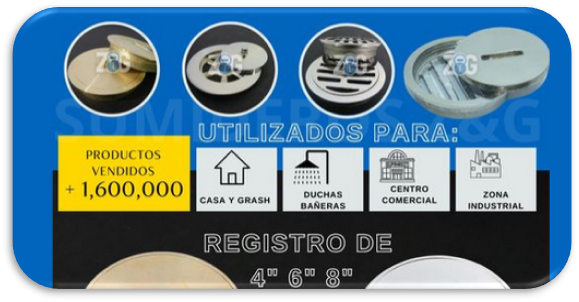 Z&G
Z&G
Z&G
Z&G
SUMIDEROS Z&G
UTILIZADOS PARA:
PRODUCTOS
VENDIDOS
+ 1,600,000
CASA Y GRASH
DUCHAS
BAÑERAS
CENTRO
COMERCIAL
ZONA
INDUSTRIAL
REGISTRO DE
4" 6" 8"